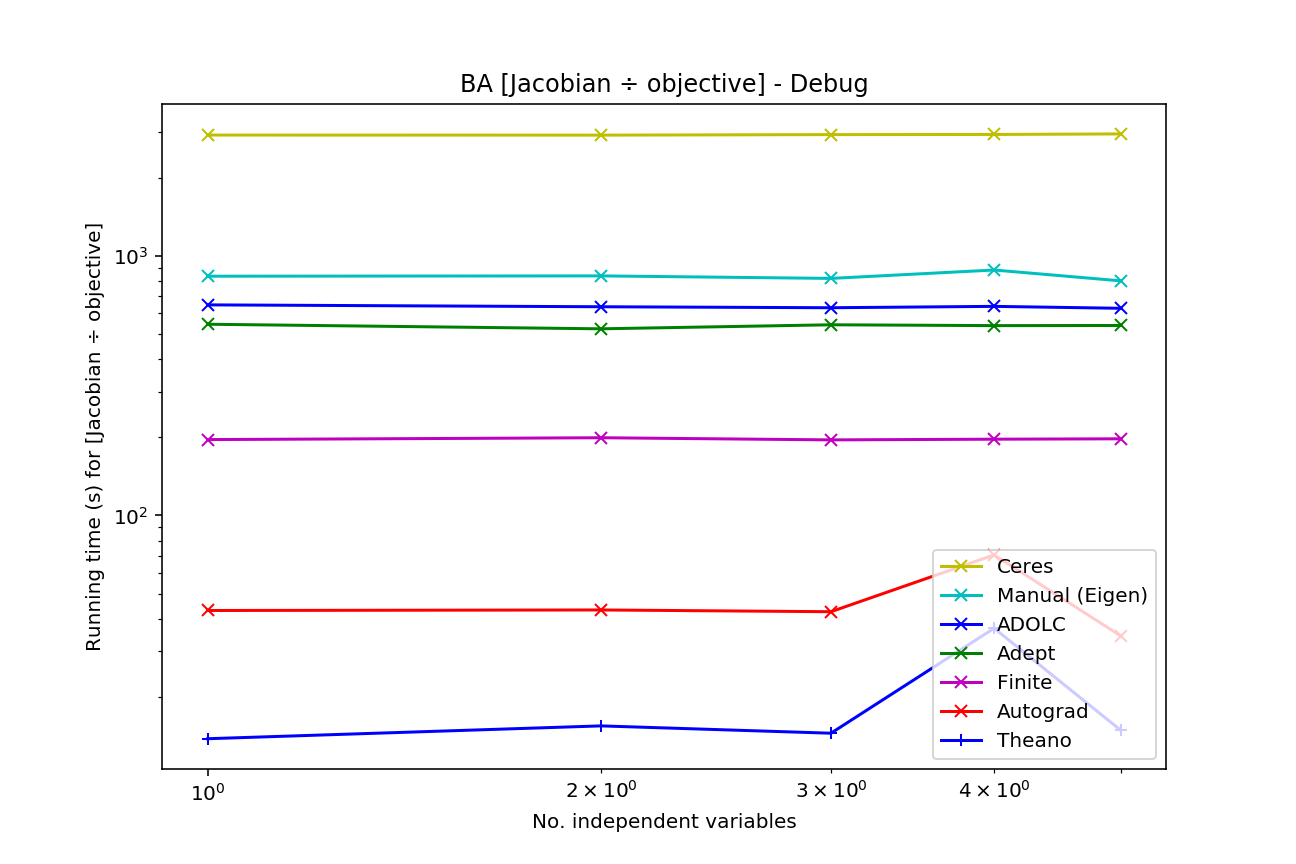 BA [Jacobian ÷ objective] - Debug
Running time (s) for [Jacobian ÷ objective]
10³
10²
Ceres
Manual (Eigen)
ADOLC
Adept
Finite
Autograd
Theano
10⁰
2 × 10⁰
3 × 10⁰
4 × 10⁰
No. independent variables